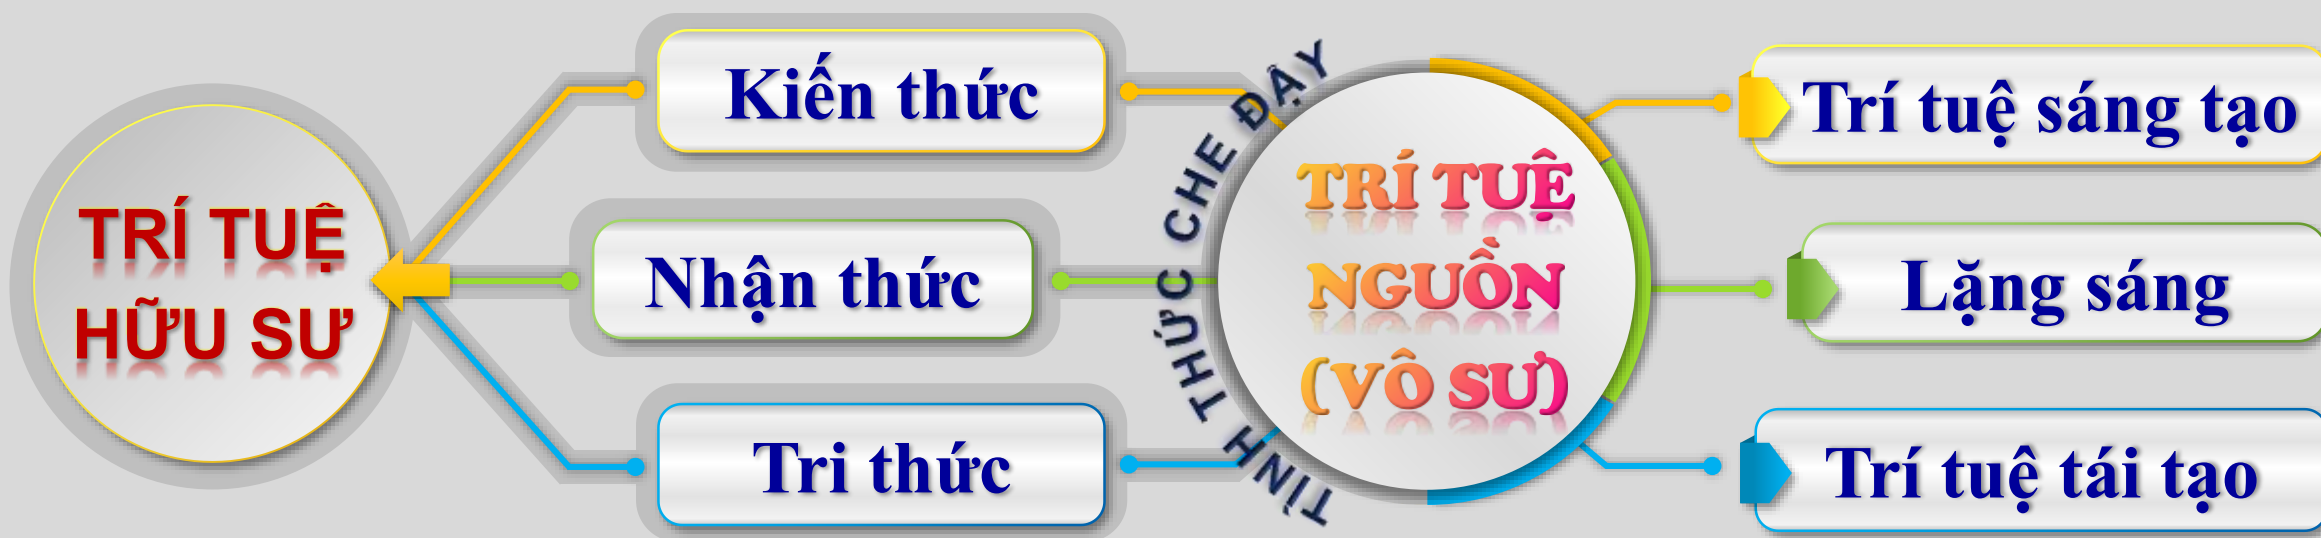 TRÍ TUỆ
HỮU SƯ
Kiến thức
Nhận thức
Tri thức
TÌNH THỨC CHE ĐẬY
TRÍ TUỆ
NGUỒN
(VÔ SƯ)
Trí tuệ sáng tạo
Lặng sáng
Trí tuệ tái tạo